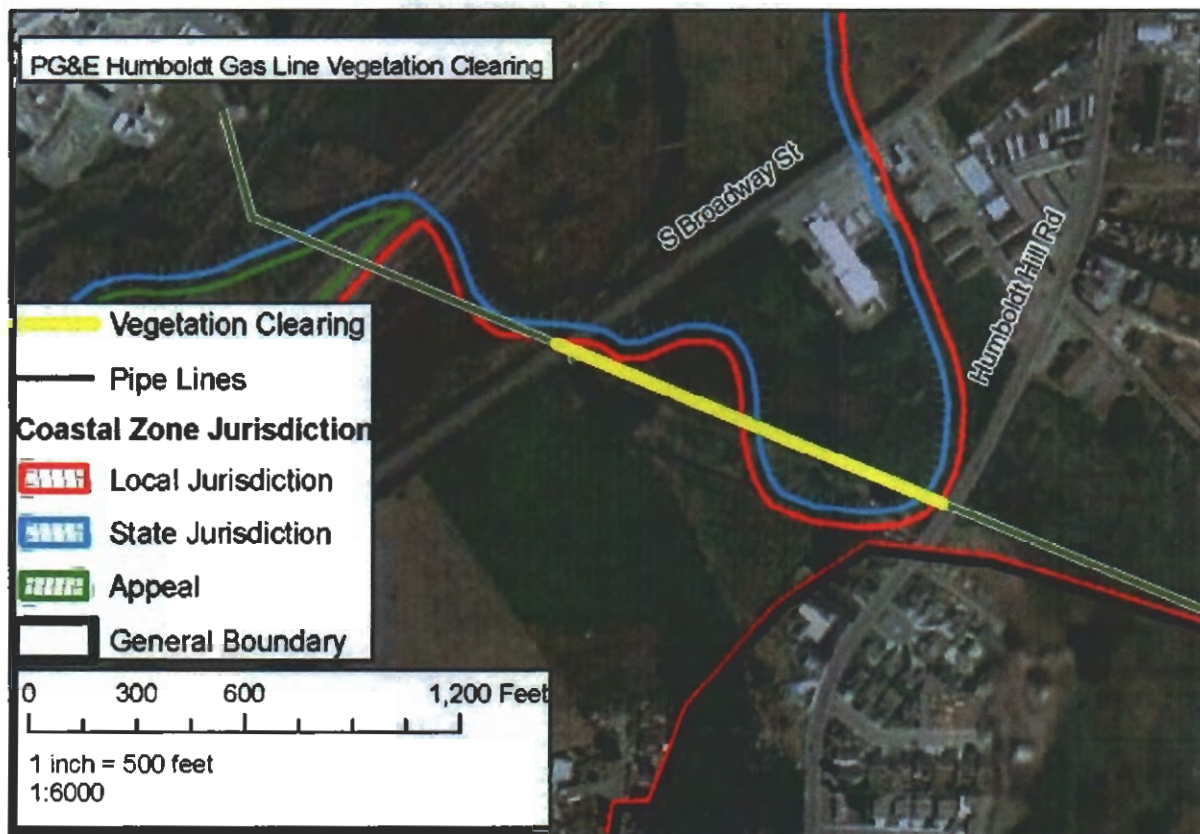 PG&E Humboldt Gas Line Vegetation Clearing
S Broadway St
Humboldt Hill Rd
Vegetation Clearing
Pipe Lines
Coastal Zone Jurisdiction
Local Jurisdiction
State Jurisdiction
Appeal
General Boundary
0 300 600 1,200 Feet
1 inch = 500 feet
1:6000